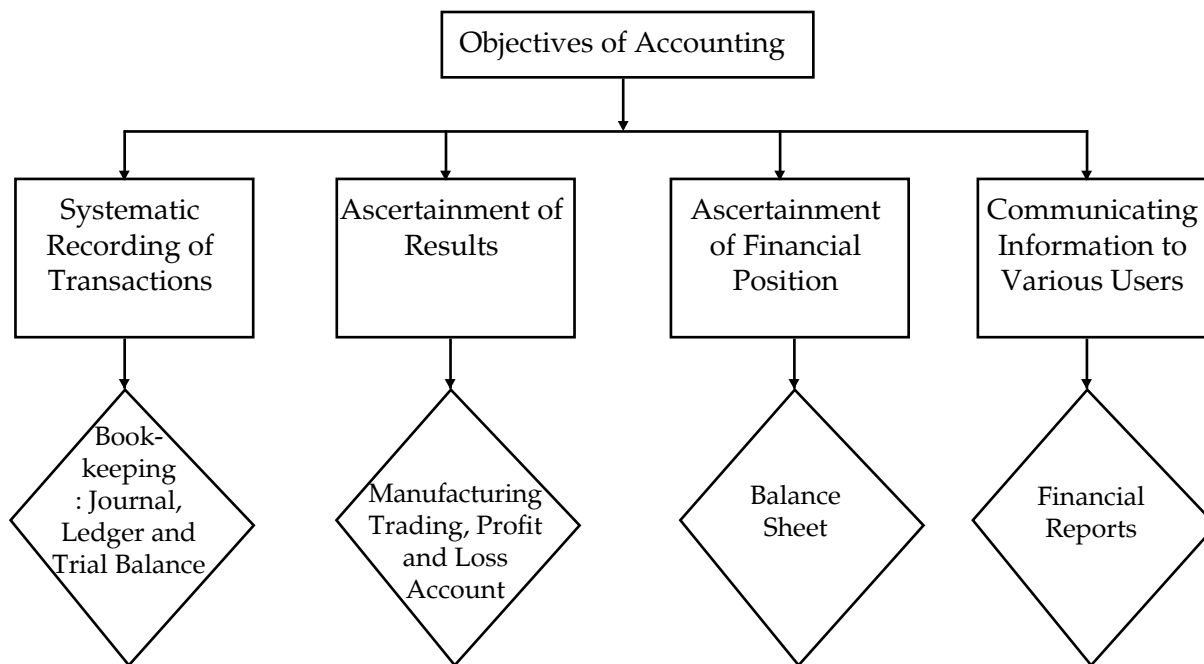 Objectives of Accounting
Systematic
Recording of
Transactions
Ascertainment of
Results
Ascertainment
of Financial
Position
Communicating
Information to
Various Users
Book-
keeping
: Journal,
Ledger and
Trial Balance
Manufacturing
Trading, Profit
and Loss
Account
Balance
Sheet
Financial
Reports